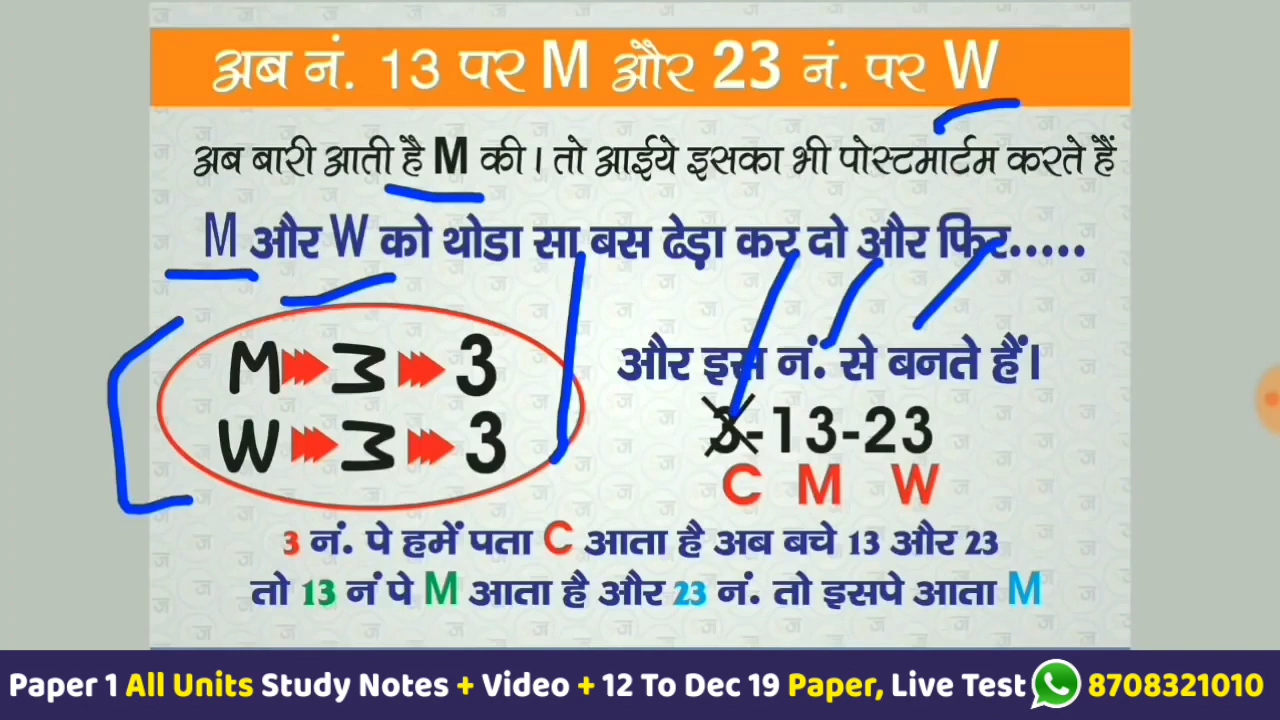 अब नं. 13 पर M और 23 नं. पर W
अब बारी आती है M की। तो आईये इसका भी पोस्टमार्टम करते हैं
M और W को थोडा सा बस ढेड़ा कर दो और फिर.....
M 3 3
W 3 3
और इस नं. से बनते हैं।
3-13-23
C M W
3 नं. पे हमें पता C आता है अब बचे 13 और 23
तो 13 नं पे M आता है और 23 नं. तो इसपे आता M
Paper 1 All Units Study Notes + Video + 12 To Dec 19 Paper, Live Test 8708321010